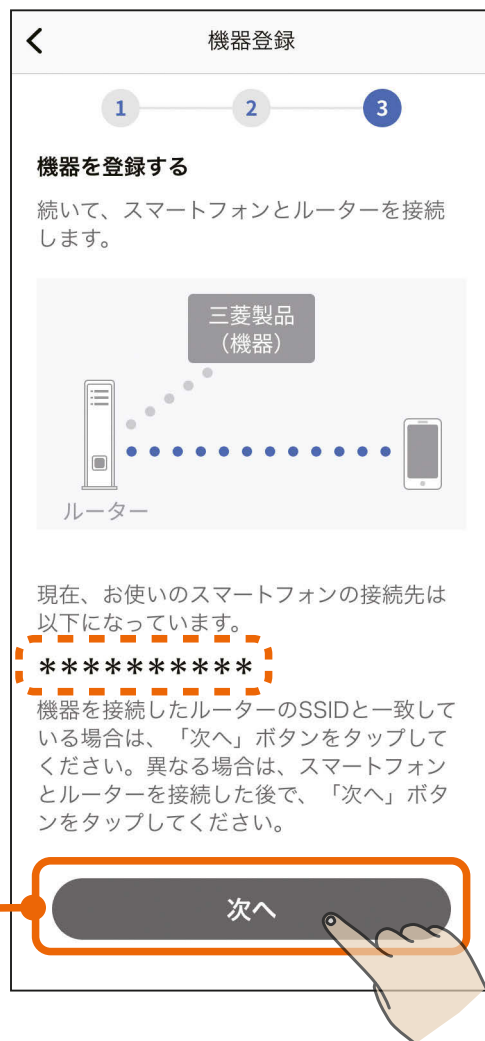 機器登録
1 2 3
機器を登録する
続いて、スマートフォンとルーターを接続
します。
三菱製品
（機器）
ルーター
現在、お使いのスマートフォンの接続先は
以下になっています。
**********
機器を接続したルーターのSSIDと一致して
いる場合は、「次へ」ボタンをタップして
ください。異なる場合は、スマートフォン
とルーターを接続した後で、「次へ」ボタ
ンをタップしてください。
次へ